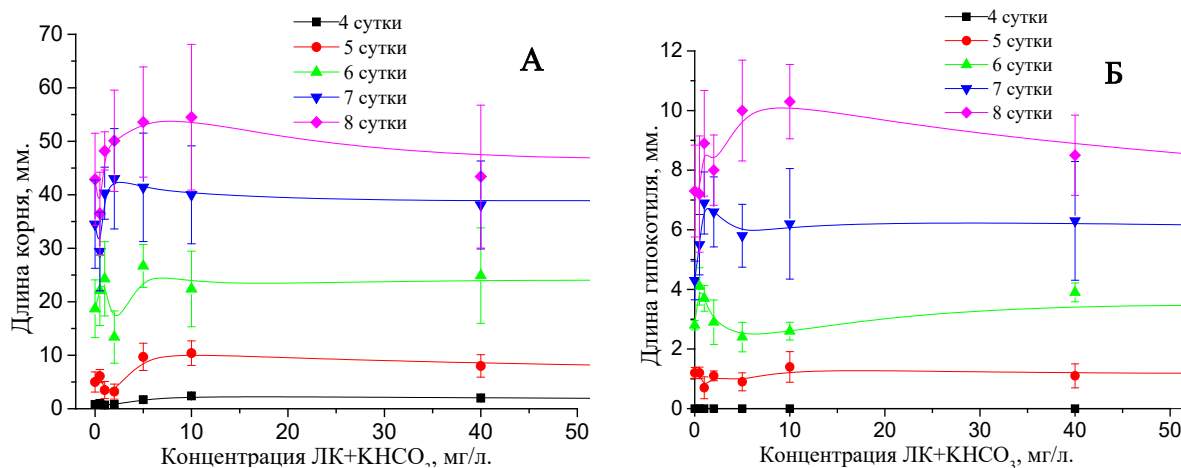 4 сутки
5 сутки
6 сутки
7 сутки
8 сутки
А
70
60
50
40
30
20
10
0
Длина корня, мм.
0 10 20 30 40 50
Концентрация ЛК+KHCO3, мг/л.
4 сутки
5 сутки
6 сутки
7 сутки
8 сутки
Б
12
10
8
6
4
2
0
Длина гипокотиля, мм.
0 10 20 30 40 50
Концентрация ЛК+KHCO3, мг/л.